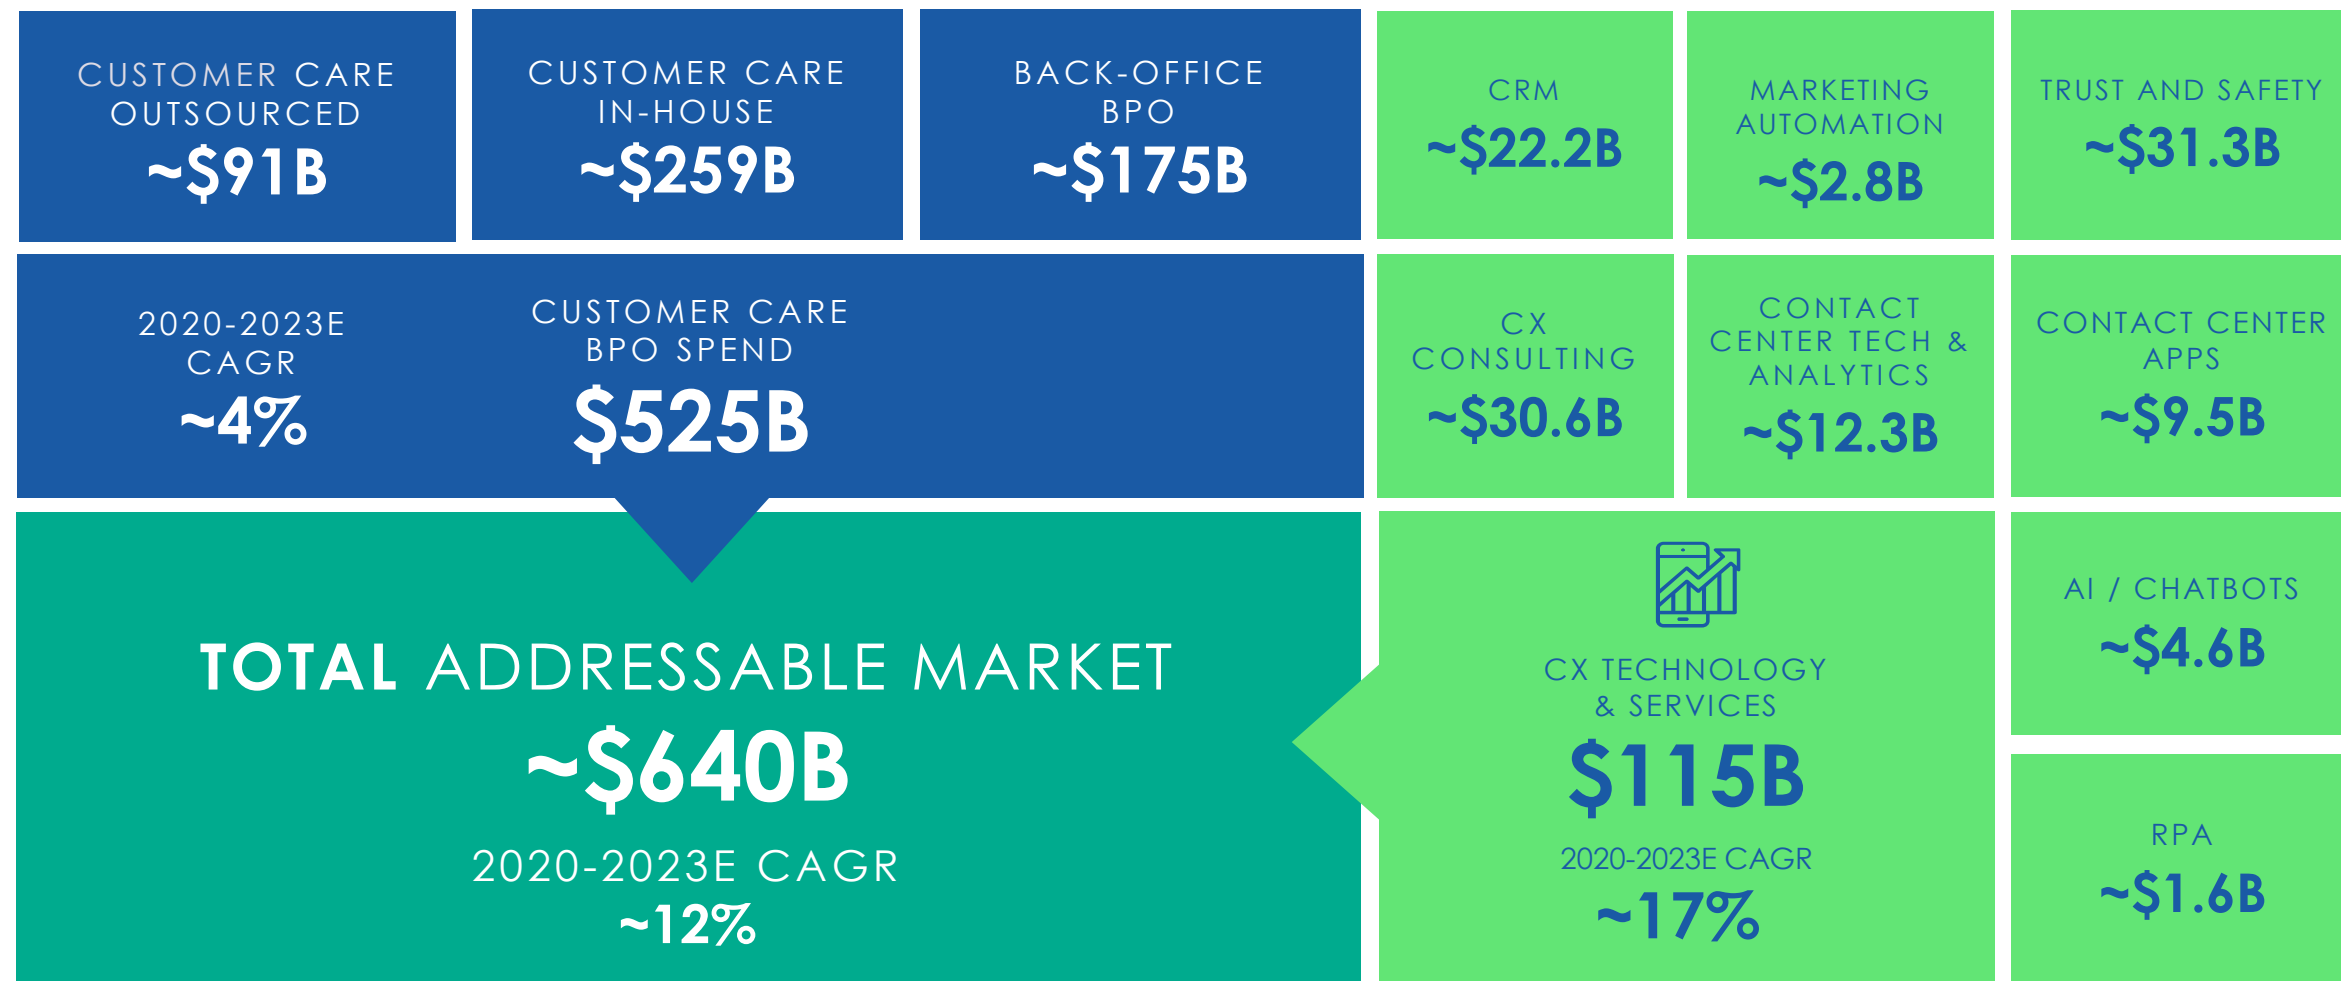 CUSTOMER CARE
OUTSOURCED
~$91B
CUSTOMER CARE
IN-HOUSE
~$259B
BACK-OFFICE
BPO
~$175B
CRM
~$22.2B
MARKETING
AUTOMATION
~$2.8B
TRUST AND SAFETY
~$31.3B
2020-2023E
CAGR
~4%
CUSTOMER CARE
BPO SPEND
$525B
CX
CONSULTING
~$30.6B
CONTACT
CENTER TECH &
ANALYTICS
~$12.3B
CONTACT CENTER
APPS
~$9.5B
TOTAL ADDRESSABLE MARKET
~$640B
2020-2023E CAGR
~12%
CX TECHNOLOGY
& SERVICES
$115B
2020-2023E CAGR
~17%
AI / CHATBOTS
~$4.6B
RPA
~$1.6B